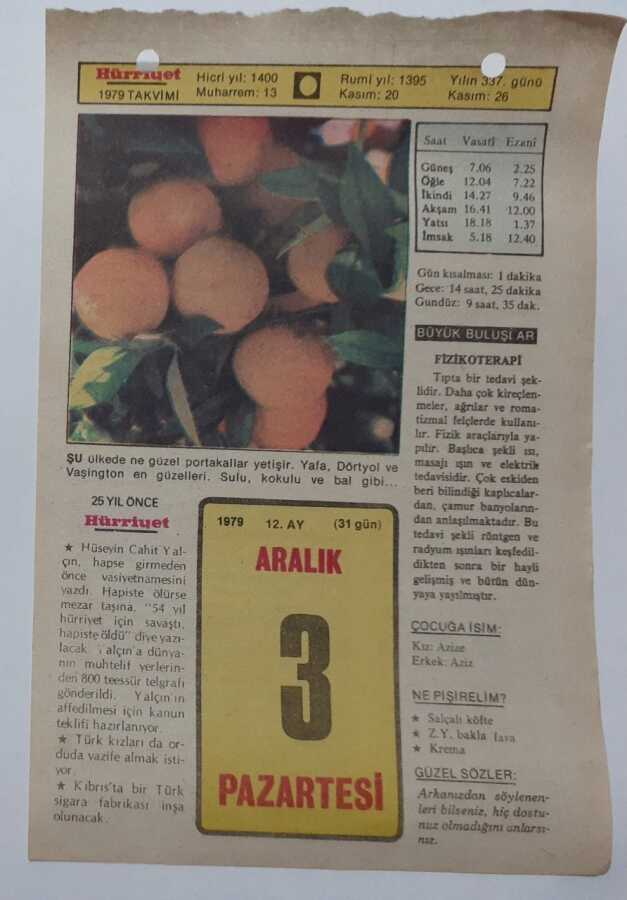 Hürriyet
1979 TAKVİMİ
Hicri yıl: 1400
Muharrem: 13
Rumi yıl: 1395
Kasım: 20
Yılın 337. günü
Kasım: 26
Saat Vasatî Ezanî
Güneş 7.06 2.25
Öğle 12.04 7.22
İkindi 14.27 9.46
Akşam 16.41 12.00
Yatsı 18.18 1.37
İmsak 5.18 12.40
Gün kısalması: 1 dakika
Gece: 14 saat, 25 dakika
Gündüz: 9 saat, 35 dak.
BÜYÜK BULUŞLAR
FİZİKOTERAPİ
Tıpta bir tedavi şek-
lidir. Daha çok kireçlen-
meler, ağrılar ve roma-
tizmal felçlerde kullanı-
lır. Fizik araçlarıyla ya-
pılır. Başlıca şekli ısı,
masajı ışın ve elektrik
tedavisidir. Çok eskiden
beri bilindiği kaplıcalar-
dan, çamur banyoların-
dan anlaşılmaktadır. Bu
tedavi şekli röntgen ve
radyum ışınları keşfedil-
dikten sonra bir hayli
gelişmiş ve bütün dün-
yaya yayılmıştır.
ŞU ülkede ne güzel portakallar yetişir. Yafa, Dörtyol ve
Vaşington en güzelleri. Sulu, kokulu ve bal gibi...
25 YIL ÖNCE
Hürriyet
★ Hüseyin Cahit Yal-
çın, hapse girmeden
önce vasiyetnamesini
yazdı. Hapiste ölürse
mezar taşına, "54 yıl
hürriyet için savaştı,
hapiste öldü" diye yazı-
lacak. Yalçın'a dünya-
nın muhtelif yerlerin-
den 800 teessür telgrafı
gönderildi. Yalçın'ın
affedilmesi için kanun
teklifi hazırlanıyor.
★ Türk kızları da or-
duda vazife almak isti-
yor.
★ Kıbrıs'ta bir Türk
sigara fabrikası inşa
olunacak.
1979 12. AY (31 gün)
ARALIK
3
PAZARTESİ
ÇOCUĞA İSİM:
Kız: Azize
Erkek: Aziz
NE PİŞİRELİM?
★ Salçalı köfte
★ Z.Y. bakla fava
★ Krema
GÜZEL SÖZLER:
Arkanızdan söylenen-
leri bilseniz, hiç dostu-
nuz olmadığını anlarsı-
nız.